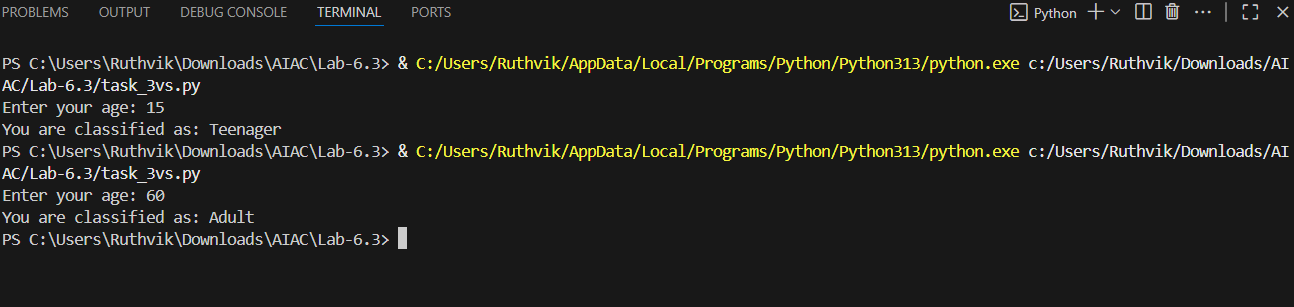 PROBLEMS OUTPUT DEBUG CONSOLE TERMINAL PORTS Python
PS C:\Users\Ruthvik\Downloads\AIAC\Lab-6.3> & C:/Users/Ruthvik/AppData/Local/Programs/Python/Python313/python.exe c:/Users/Ruthvik/Downloads/AI
AC/Lab-6.3/task_3vs.py
Enter your age: 15
You are classified as: Teenager
PS C:\Users\Ruthvik\Downloads\AIAC\Lab-6.3> & C:/Users/Ruthvik/AppData/Local/Programs/Python/Python313/python.exe c:/Users/Ruthvik/Downloads/AI
AC/Lab-6.3/task_3vs.py
Enter your age: 60
You are classified as: Adult
PS C:\Users\Ruthvik\Downloads\AIAC\Lab-6.3>